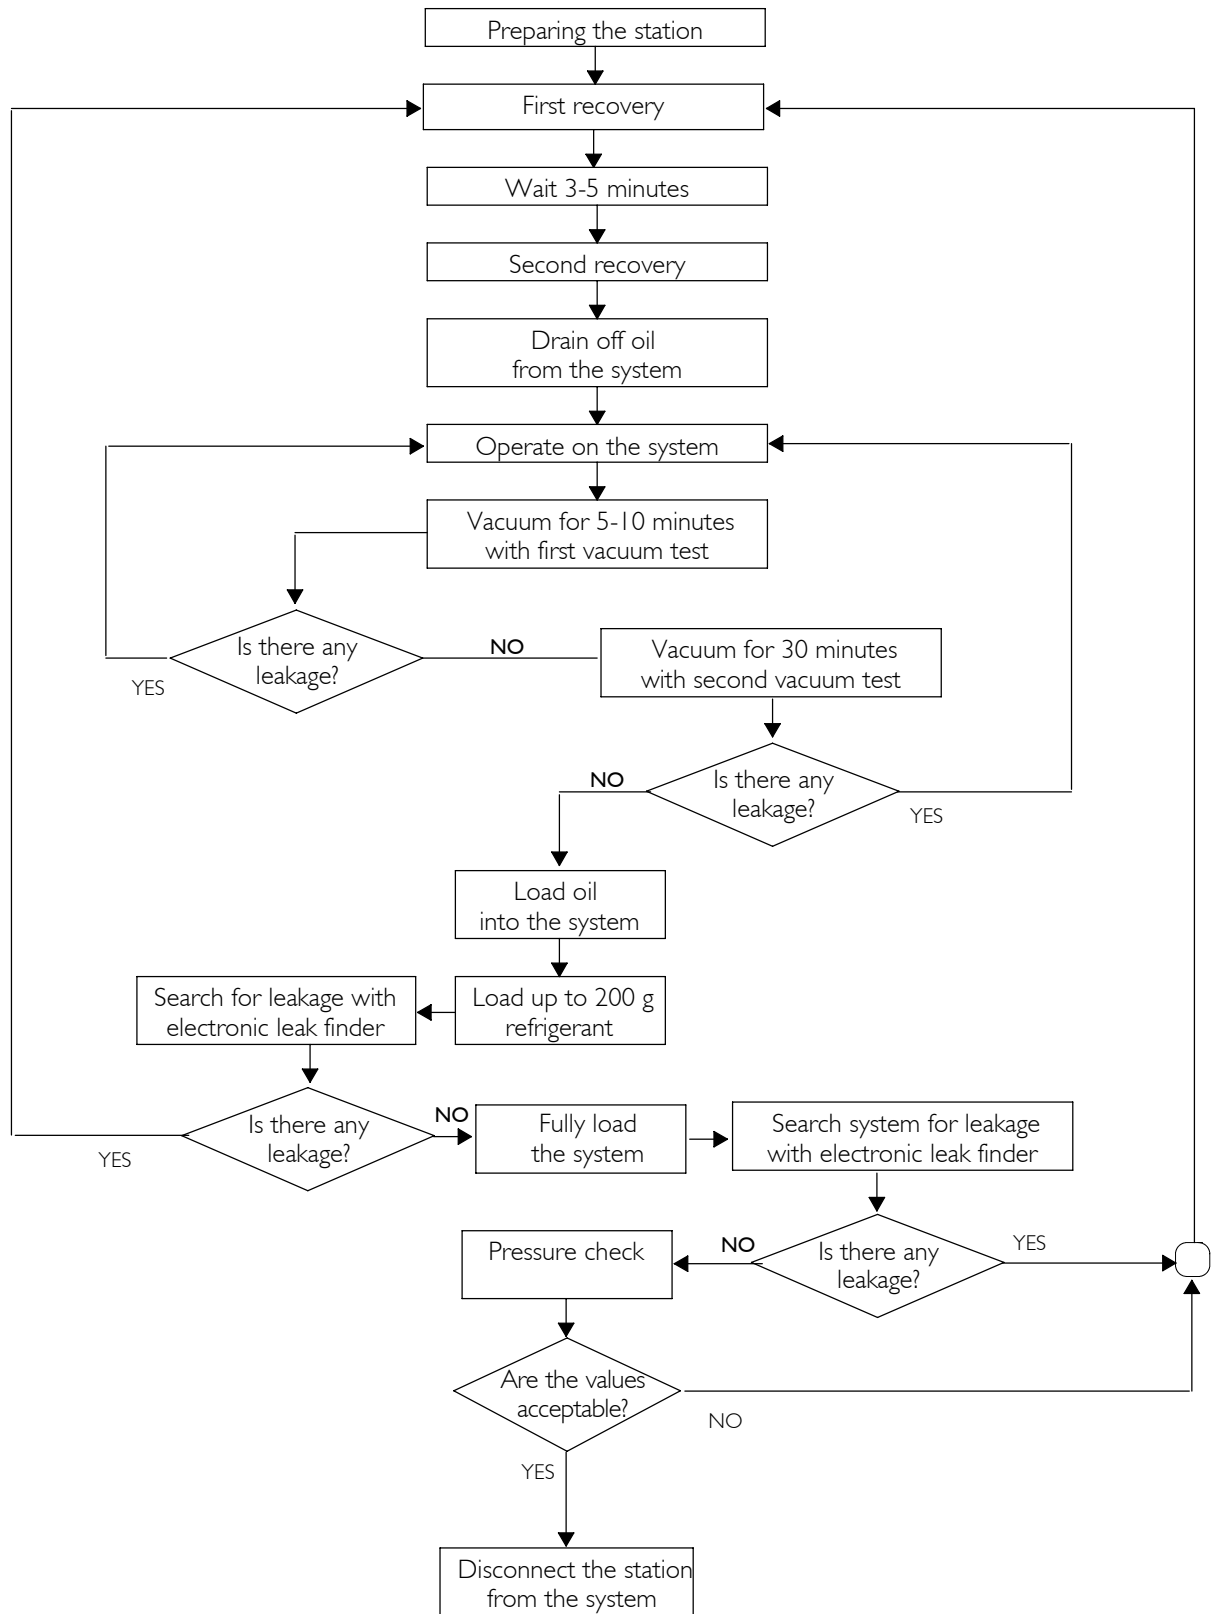 Preparing the station
First recovery
Wait 3-5 minutes
Second recovery
Drain off oil
from the system
Operate on the system
Vacuum for 5-10 minutes
with first vacuum test
Is there any
leakage?
YES
NO
Vacuum for 30 minutes
with second vacuum test
Is there any
leakage?
NO
YES
Load oil
into the system
Load up to 200 g
refrigerant
Search for leakage with
electronic leak finder
Is there any
leakage?
YES
NO
Fully load
the system
Search system for leakage
with electronic leak finder
Is there any
leakage?
YES
NO
Pressure check
Are the values
acceptable?
NO
YES
Disconnect the station
from the system